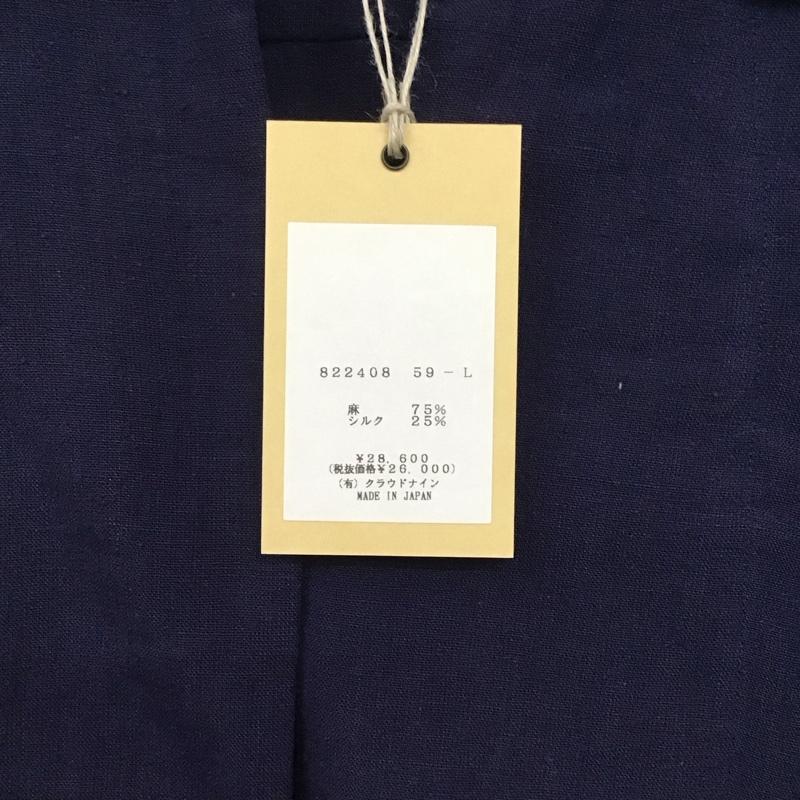 822408 59-L
麻 75%
シルク 25%
¥28,600
(税抜価格¥26,000)
(有)クラウドナイン
MADE IN JAPAN